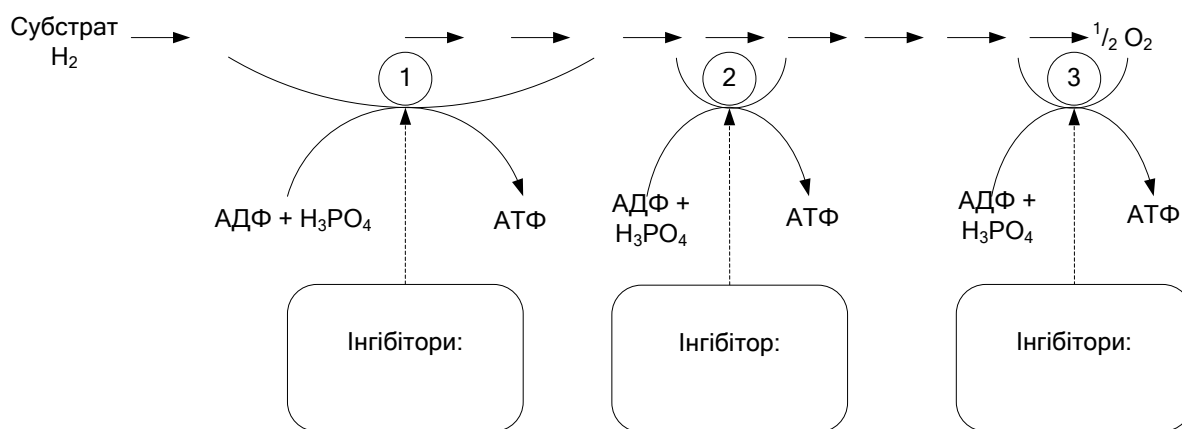 Субстрат
H₂
¹/₂ O₂
1
2
3
АДФ + H₃PO₄
АТФ
АДФ +
H₃PO₄
АТФ
АДФ +
H₃PO₄
АТФ
Інгібітори:
Інгібітор:
Інгібітори: